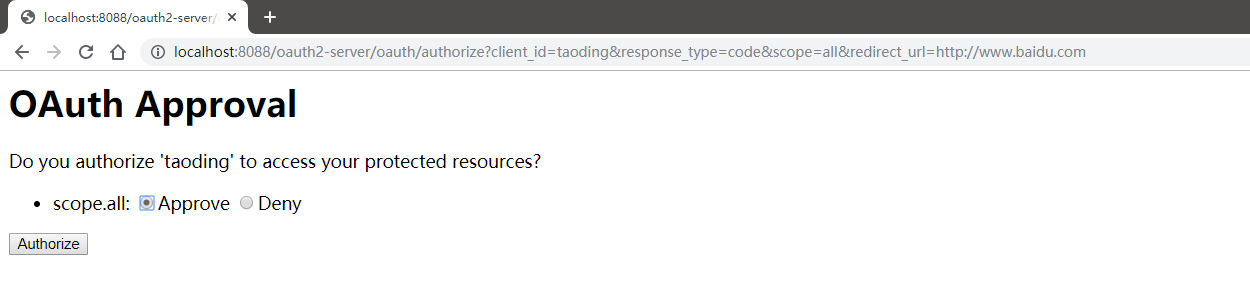 localhost:8088/oauth2-server/
localhost:8088/oauth2-server/oauth/authorize?client_id=taoding&response_type=code&scope=all&redirect_url=http://www.baidu.com
OAuth Approval
Do you authorize 'taoding' to access your protected resources?
• scope.all: Approve Deny
Authorize